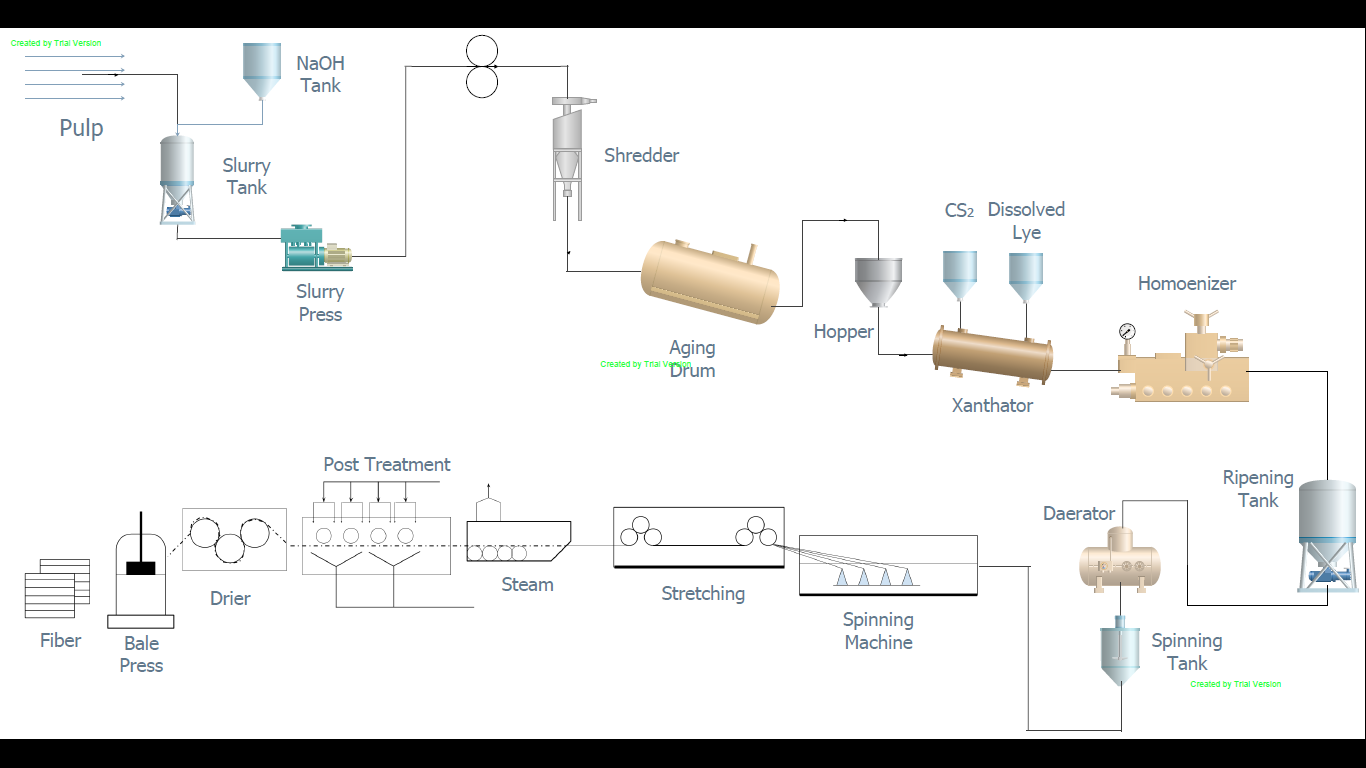 Created by Trial Version
Pulp
NaOH
Tank
Slurry
Tank
Slurry
Press
Shredder
Aging
Drum
Created by Trial Version
Hopper
CS2
Dissolved
Lye
Xanthator
Homoenizer
Ripening
Tank
Daerator
Spinning
Tank
Created by Trial Version
Spinning
Machine
Stretching
Steam
Post Treatment
Drier
Bale
Press
Fiber